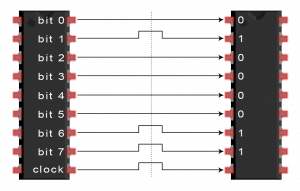 bit 0 0
bit 1 1
bit 2 0
bit 3 0
bit 4 0
bit 5 0
bit 6 1
bit 7 1
clock